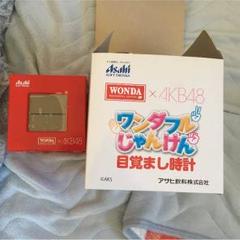 Asahi
WONDA × AKB48
Asahi
SOFT DRINKS
WONDA × AKB48
ワンダフル
じゃんけん
目覚まし時計
アサヒ飲料株式会社
©AKS